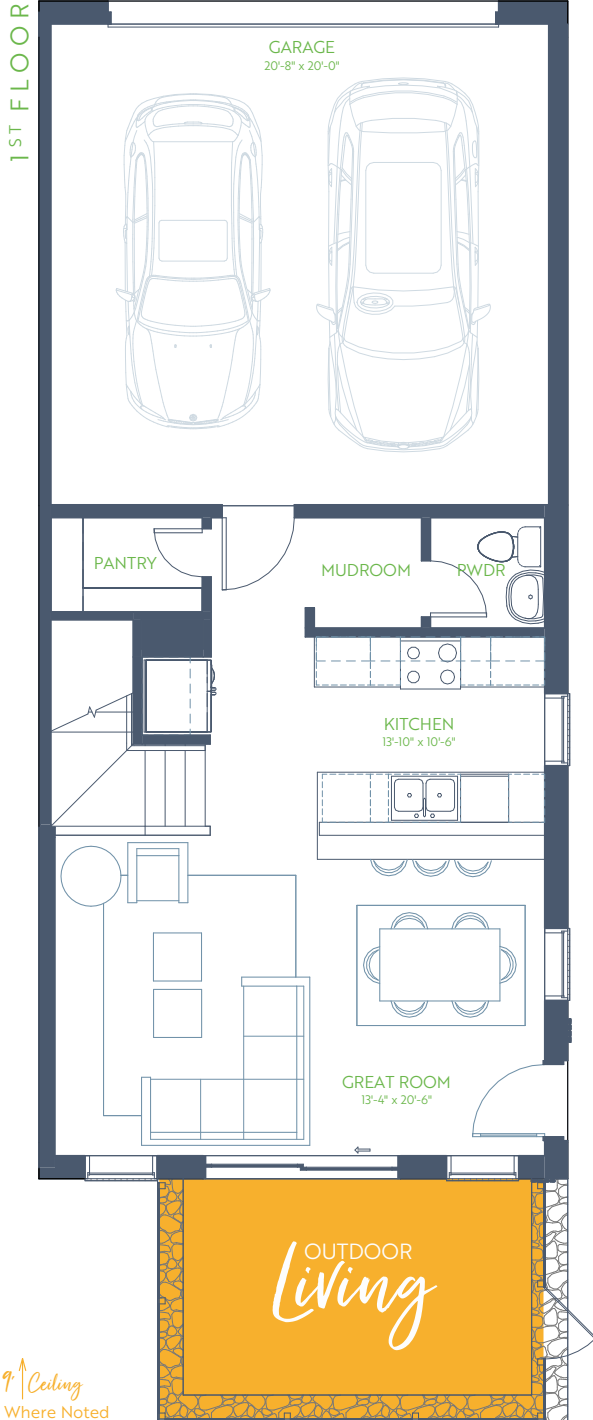 1ST FLOOR
GARAGE
20'-8" x 20'-0"
PANTRY
MUDROOM
PWDR
KITCHEN
13'-10" x 10'-6"
GREAT ROOM
13'-4" x 20'-6"
OUTDOOR
Living
9' Ceiling
Where Noted